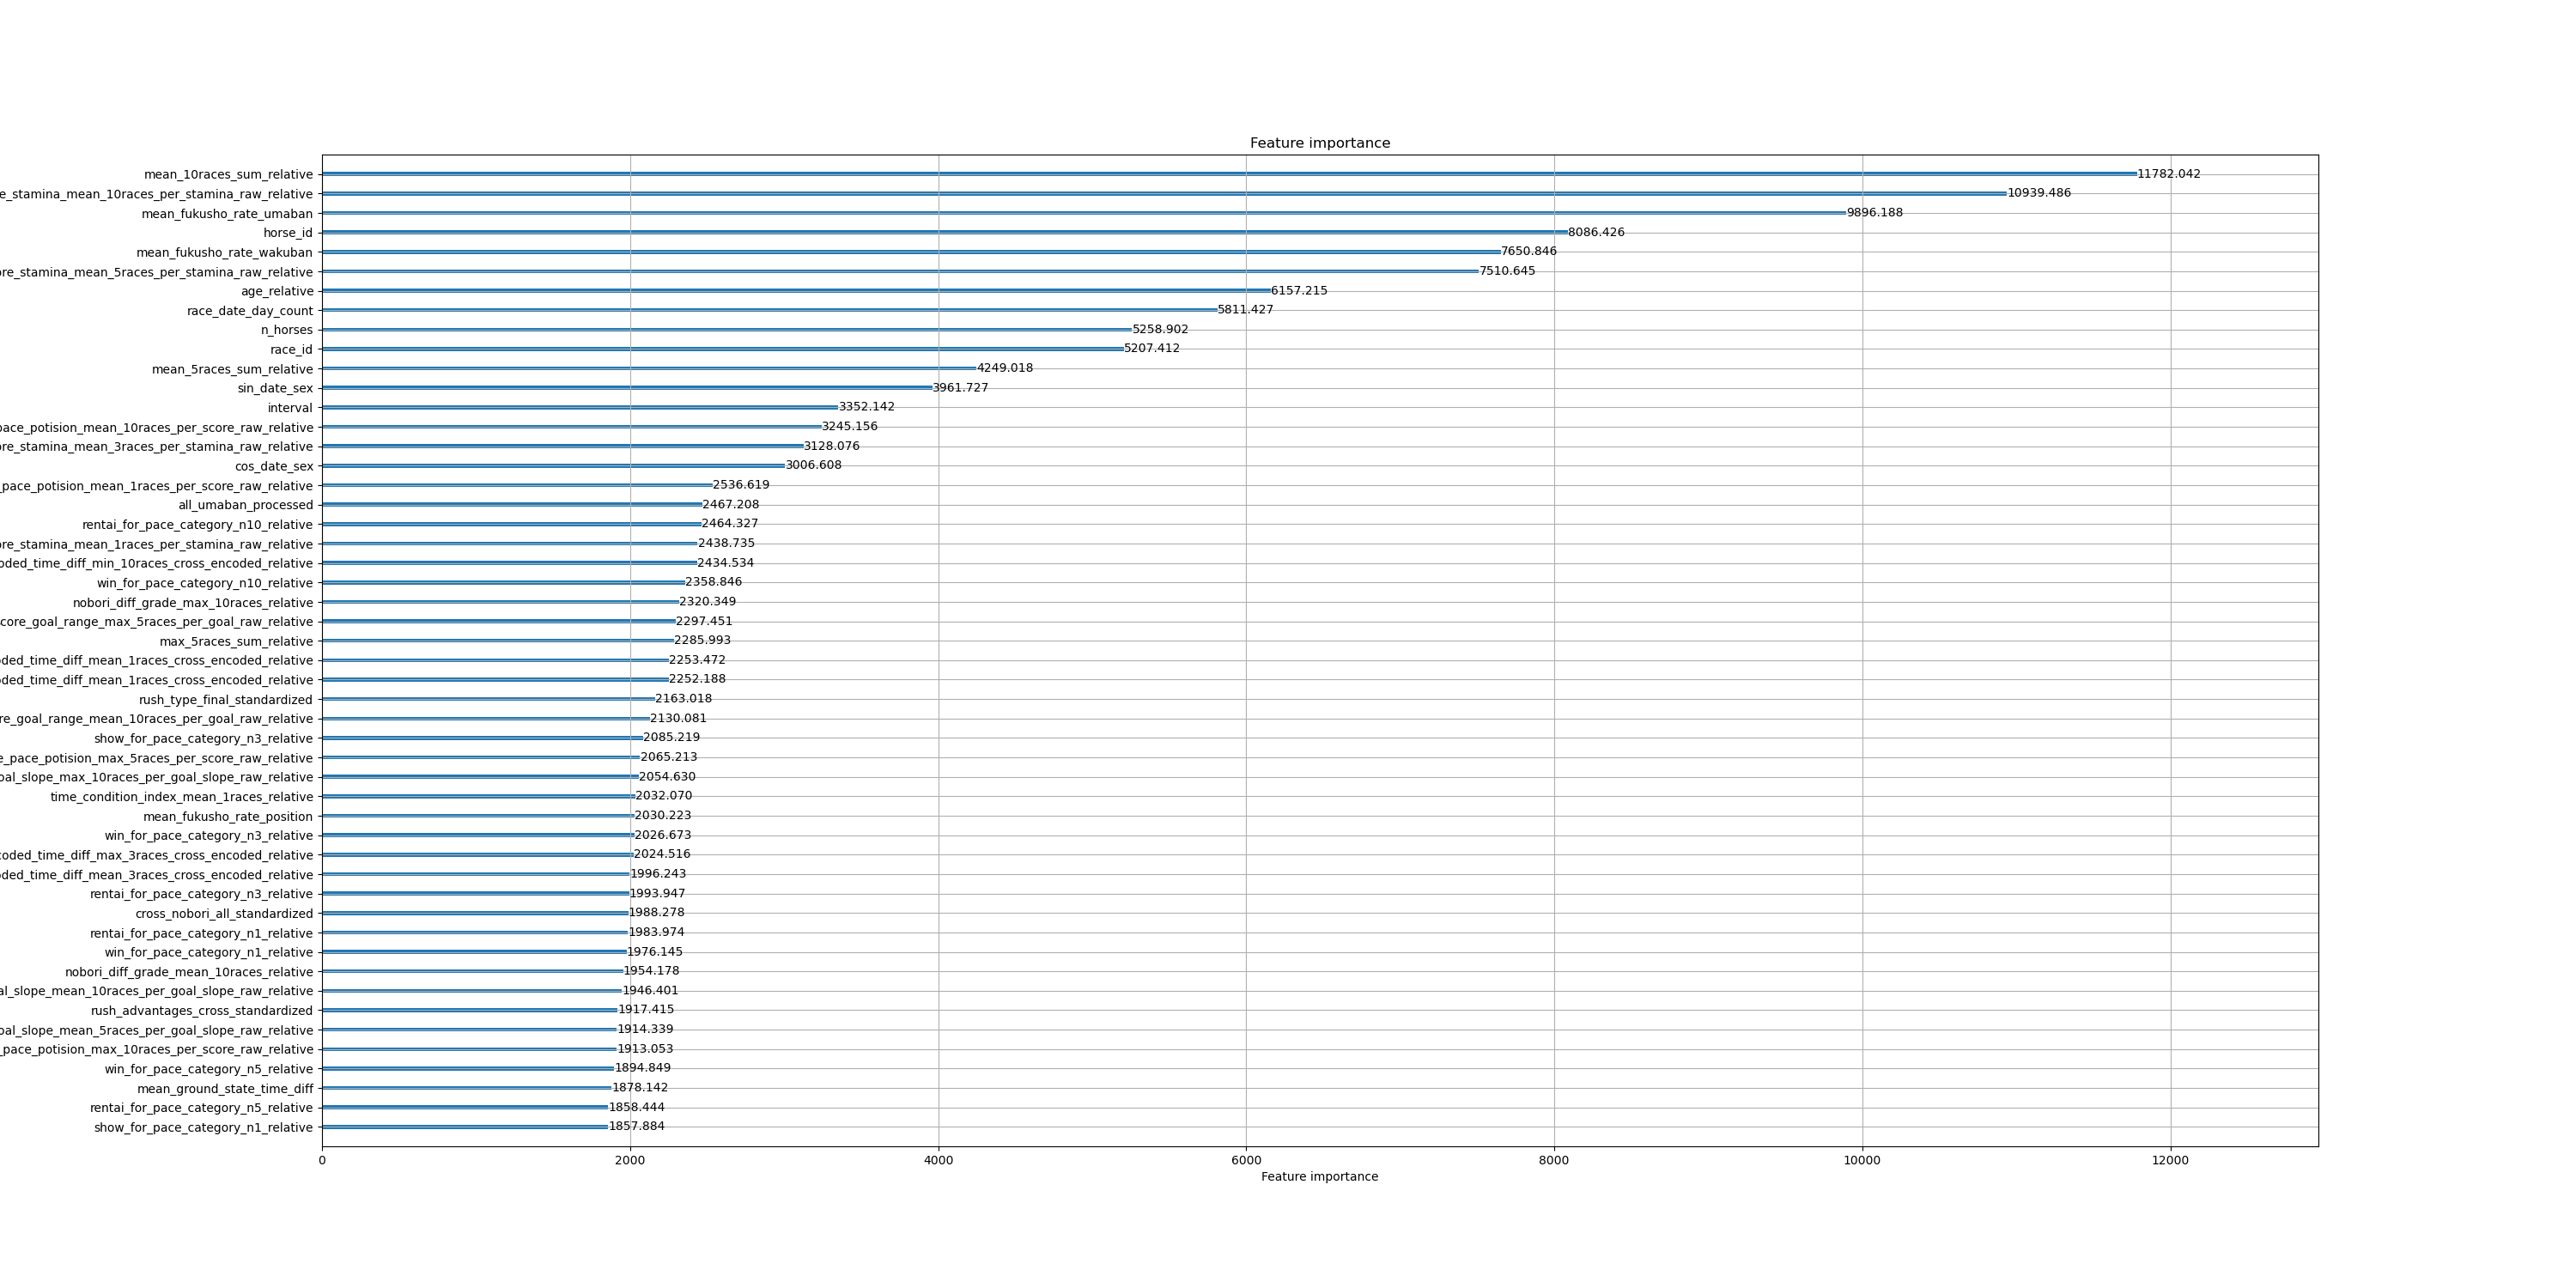 Feature importance
mean_10races_sum_relative 11782.042
e_stamina_mean_10races_per_stamina_raw_relative 10939.486
mean_fukusho_rate_umaban 9896.188
horse_id 8086.426
mean_fukusho_rate_wakuban 7650.846
ore_stamina_mean_5races_per_stamina_raw_relative 7510.645
age_relative 6157.215
race_date_day_count 5811.427
n_horses 5258.902
race_id 5207.412
mean_5races_sum_relative 4249.018
sin_date_sex 3961.727
interval 3352.142
pace_potision_mean_10races_per_score_raw_relative 3245.156
ore_stamina_mean_3races_per_stamina_raw_relative 3128.076
cos_date_sex 3006.608
_pace_potision_mean_1races_per_score_raw_relative 2536.619
all_umaban_processed 2467.208
rentai_for_pace_category_n10_relative 2464.327
ore_stamina_mean_1races_per_stamina_raw_relative 2438.735
oded_time_diff_min_10races_cross_encoded_relative 2434.534
win_for_pace_category_n10_relative 2358.846
nobori_diff_grade_max_10races_relative 2320.349
score_goal_range_max_5races_per_goal_raw_relative 2297.451
max_5races_sum_relative 2285.993
ded_time_diff_mean_1races_cross_encoded_relative 2253.472
ded_time_diff_mean_1races_cross_encoded_relative 2252.188
rush_type_final_standardized 2163.018
re_goal_range_mean_10races_per_goal_raw_relative 2130.081
show_for_pace_category_n3_relative 2085.219
e_pace_potision_max_5races_per_score_raw_relative 2065.213
oal_slope_max_10races_per_goal_slope_raw_relative 2054.630
time_condition_index_mean_1races_relative 2032.070
mean_fukusho_rate_position 2030.223
win_for_pace_category_n3_relative 2026.673
coded_time_diff_max_3races_cross_encoded_relative 2024.516
ded_time_diff_mean_3races_cross_encoded_relative 1996.243
rentai_for_pace_category_n3_relative 1993.947
cross_nobori_all_standardized 1988.278
rentai_for_pace_category_n1_relative 1983.974
win_for_pace_category_n1_relative 1976.145
nobori_diff_grade_mean_10races_relative 1954.178
al_slope_mean_10races_per_goal_slope_raw_relative 1946.401
rush_advantages_cross_standardized 1917.415
oal_slope_mean_5races_per_goal_slope_raw_relative 1914.339
_pace_potision_max_10races_per_score_raw_relative 1913.053
win_for_pace_category_n5_relative 1894.849
mean_ground_state_time_diff 1878.142
rentai_for_pace_category_n5_relative 1858.444
show_for_pace_category_n1_relative 1857.884
0 2000 4000 6000 8000 10000 12000
Feature importance